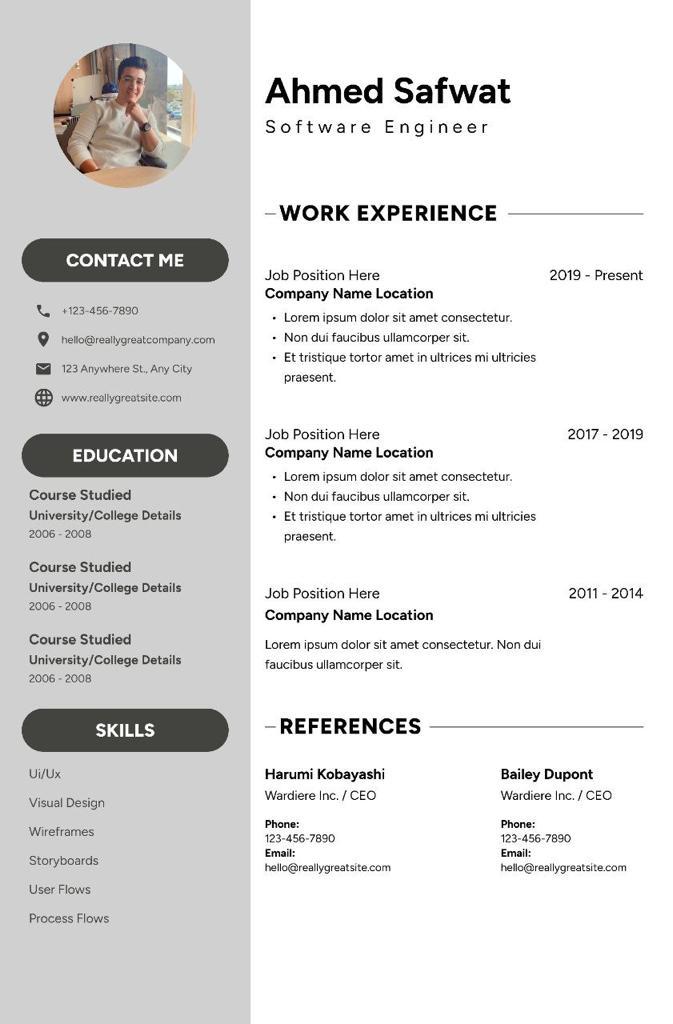 Ahmed Safwat
Software Engineer
CONTACT ME
+123-456-7890
hello@reallygreatcompany.com
123 Anywhere St., Any City
www.reallygreatsite.com
EDUCATION
Course Studied
University/College Details
2006 - 2008
Course Studied
University/College Details
2006 - 2008
Course Studied
University/College Details
2006 - 2008
SKILLS
Ui/Ux
Visual Design
Wireframes
Storyboards
User Flows
Process Flows
WORK EXPERIENCE
Job Position Here 2019 - Present
Company Name Location
• Lorem ipsum dolor sit amet consectetur.
• Non dui faucibus ullamcorper sit.
• Et tristique tortor amet in ultrices mi ultricies
praesent.
Job Position Here 2017 - 2019
Company Name Location
• Lorem ipsum dolor sit amet consectetur.
• Non dui faucibus ullamcorper sit.
• Et tristique tortor amet in ultrices mi ultricies
praesent.
Job Position Here 2011 - 2014
Company Name Location
Lorem ipsum dolor sit amet consectetur. Non dui
faucibus ullamcorper sit.
REFERENCES
Harumi Kobayashi
Wardiere Inc. / CEO
Phone:
123-456-7890
Email:
hello@reallygreatsite.com
Bailey Dupont
Wardiere Inc. / CEO
Phone:
123-456-7890
Email:
hello@reallygreatsite.com